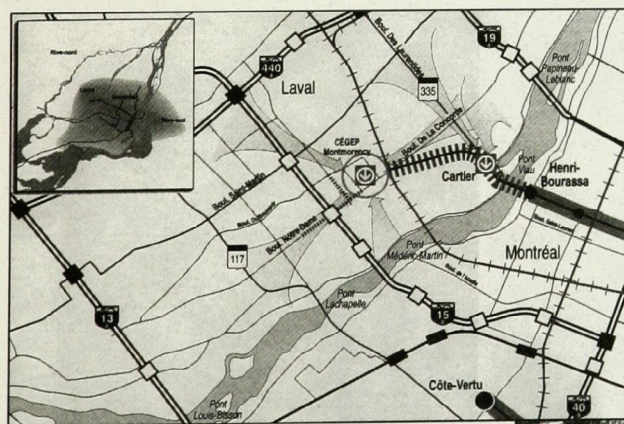 Rive-nord
440
Laval
Boul. Des Laurentides
335
19
Pont
Papineau-
Leblanc
CÉGEP
Montmorency
Boul. De La Concorde
Cartier
Pont
Viau
Henri-
Bourassa
Boul. Saint-Martin
Boul. Notre-Dame
117
Pont
Médéric-Martin
Montréal
Pont
Lachapelle
13
15
Côte-Vertu
Pont
Louis-Bisson
40